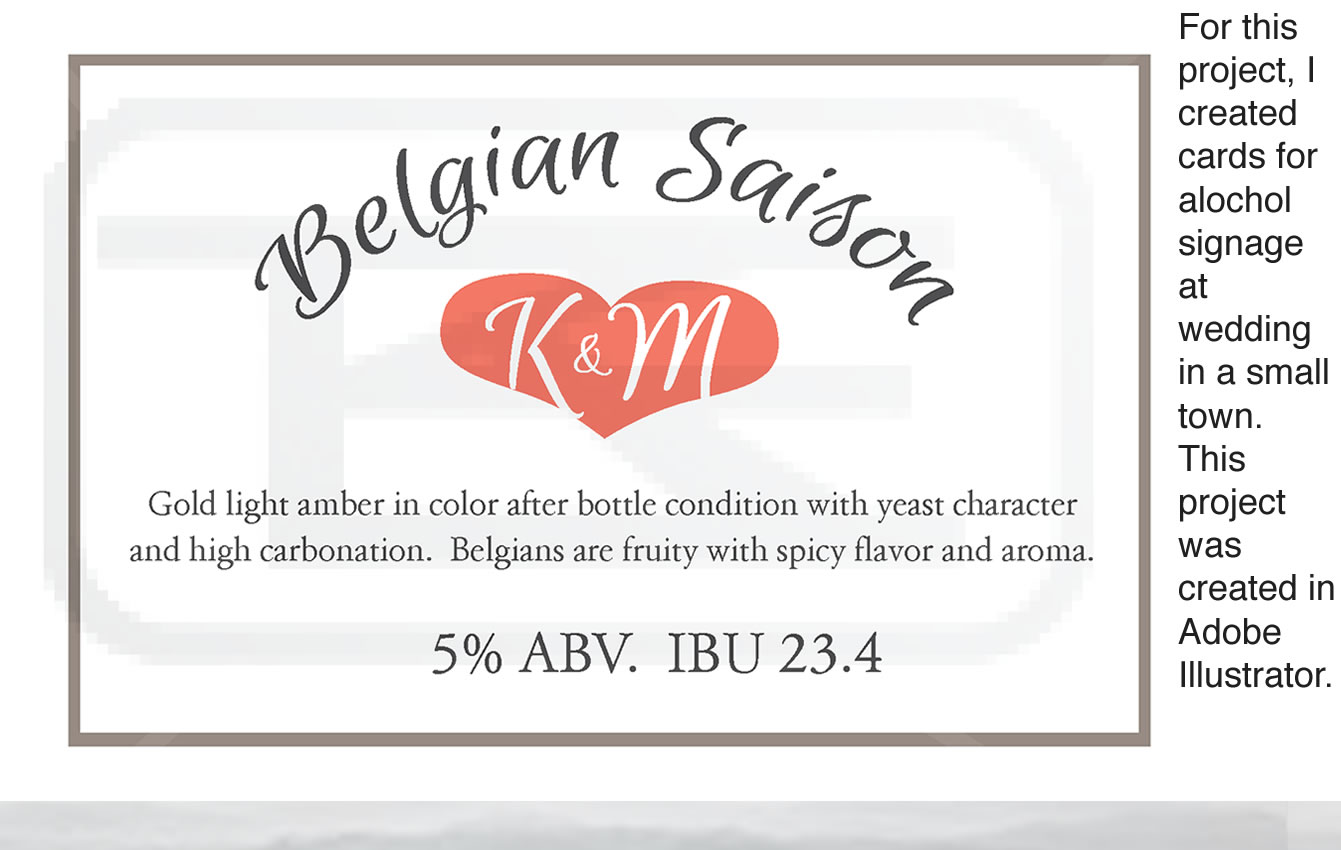 Belgian Saison
K & M
Gold light amber in color after bottle condition with yeast character
and high carbonation.  Belgians are fruity with spicy flavor and aroma.
5% ABV.  IBU 23.4
For this
project, I
created
cards for
alochol
signage
at
wedding
in a small
town.
This
project
was
created in
Adobe
Illustrator.